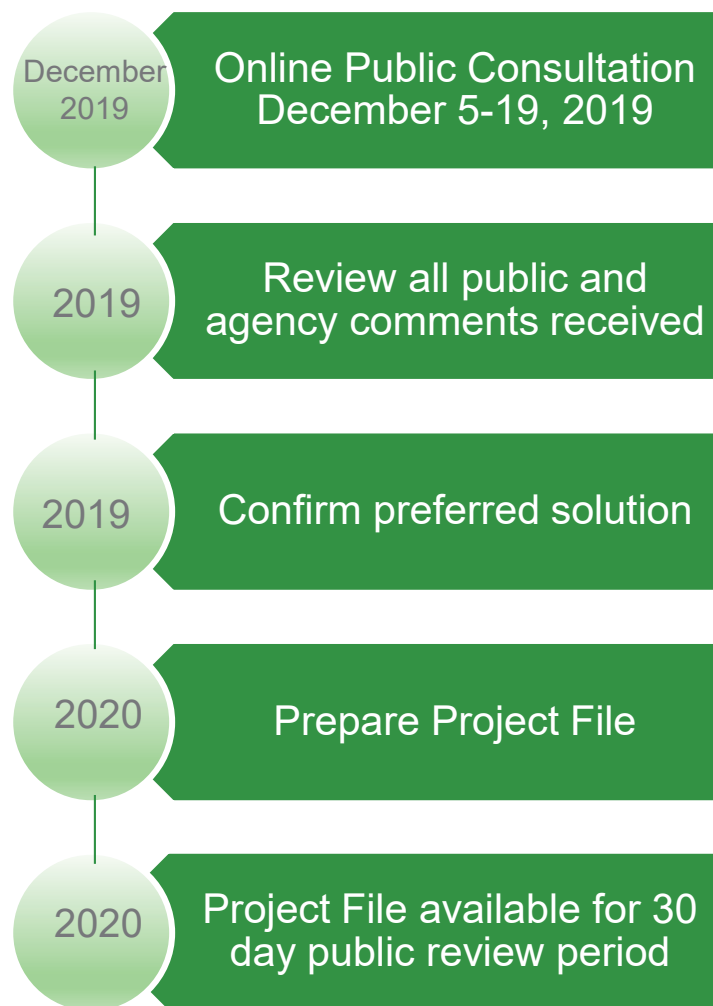 December
2019
Online Public Consultation
December 5-19, 2019
2019
Review all public and
agency comments received
2019
Confirm preferred solution
2020
Prepare Project File
2020
Project File available for 30
day public review period